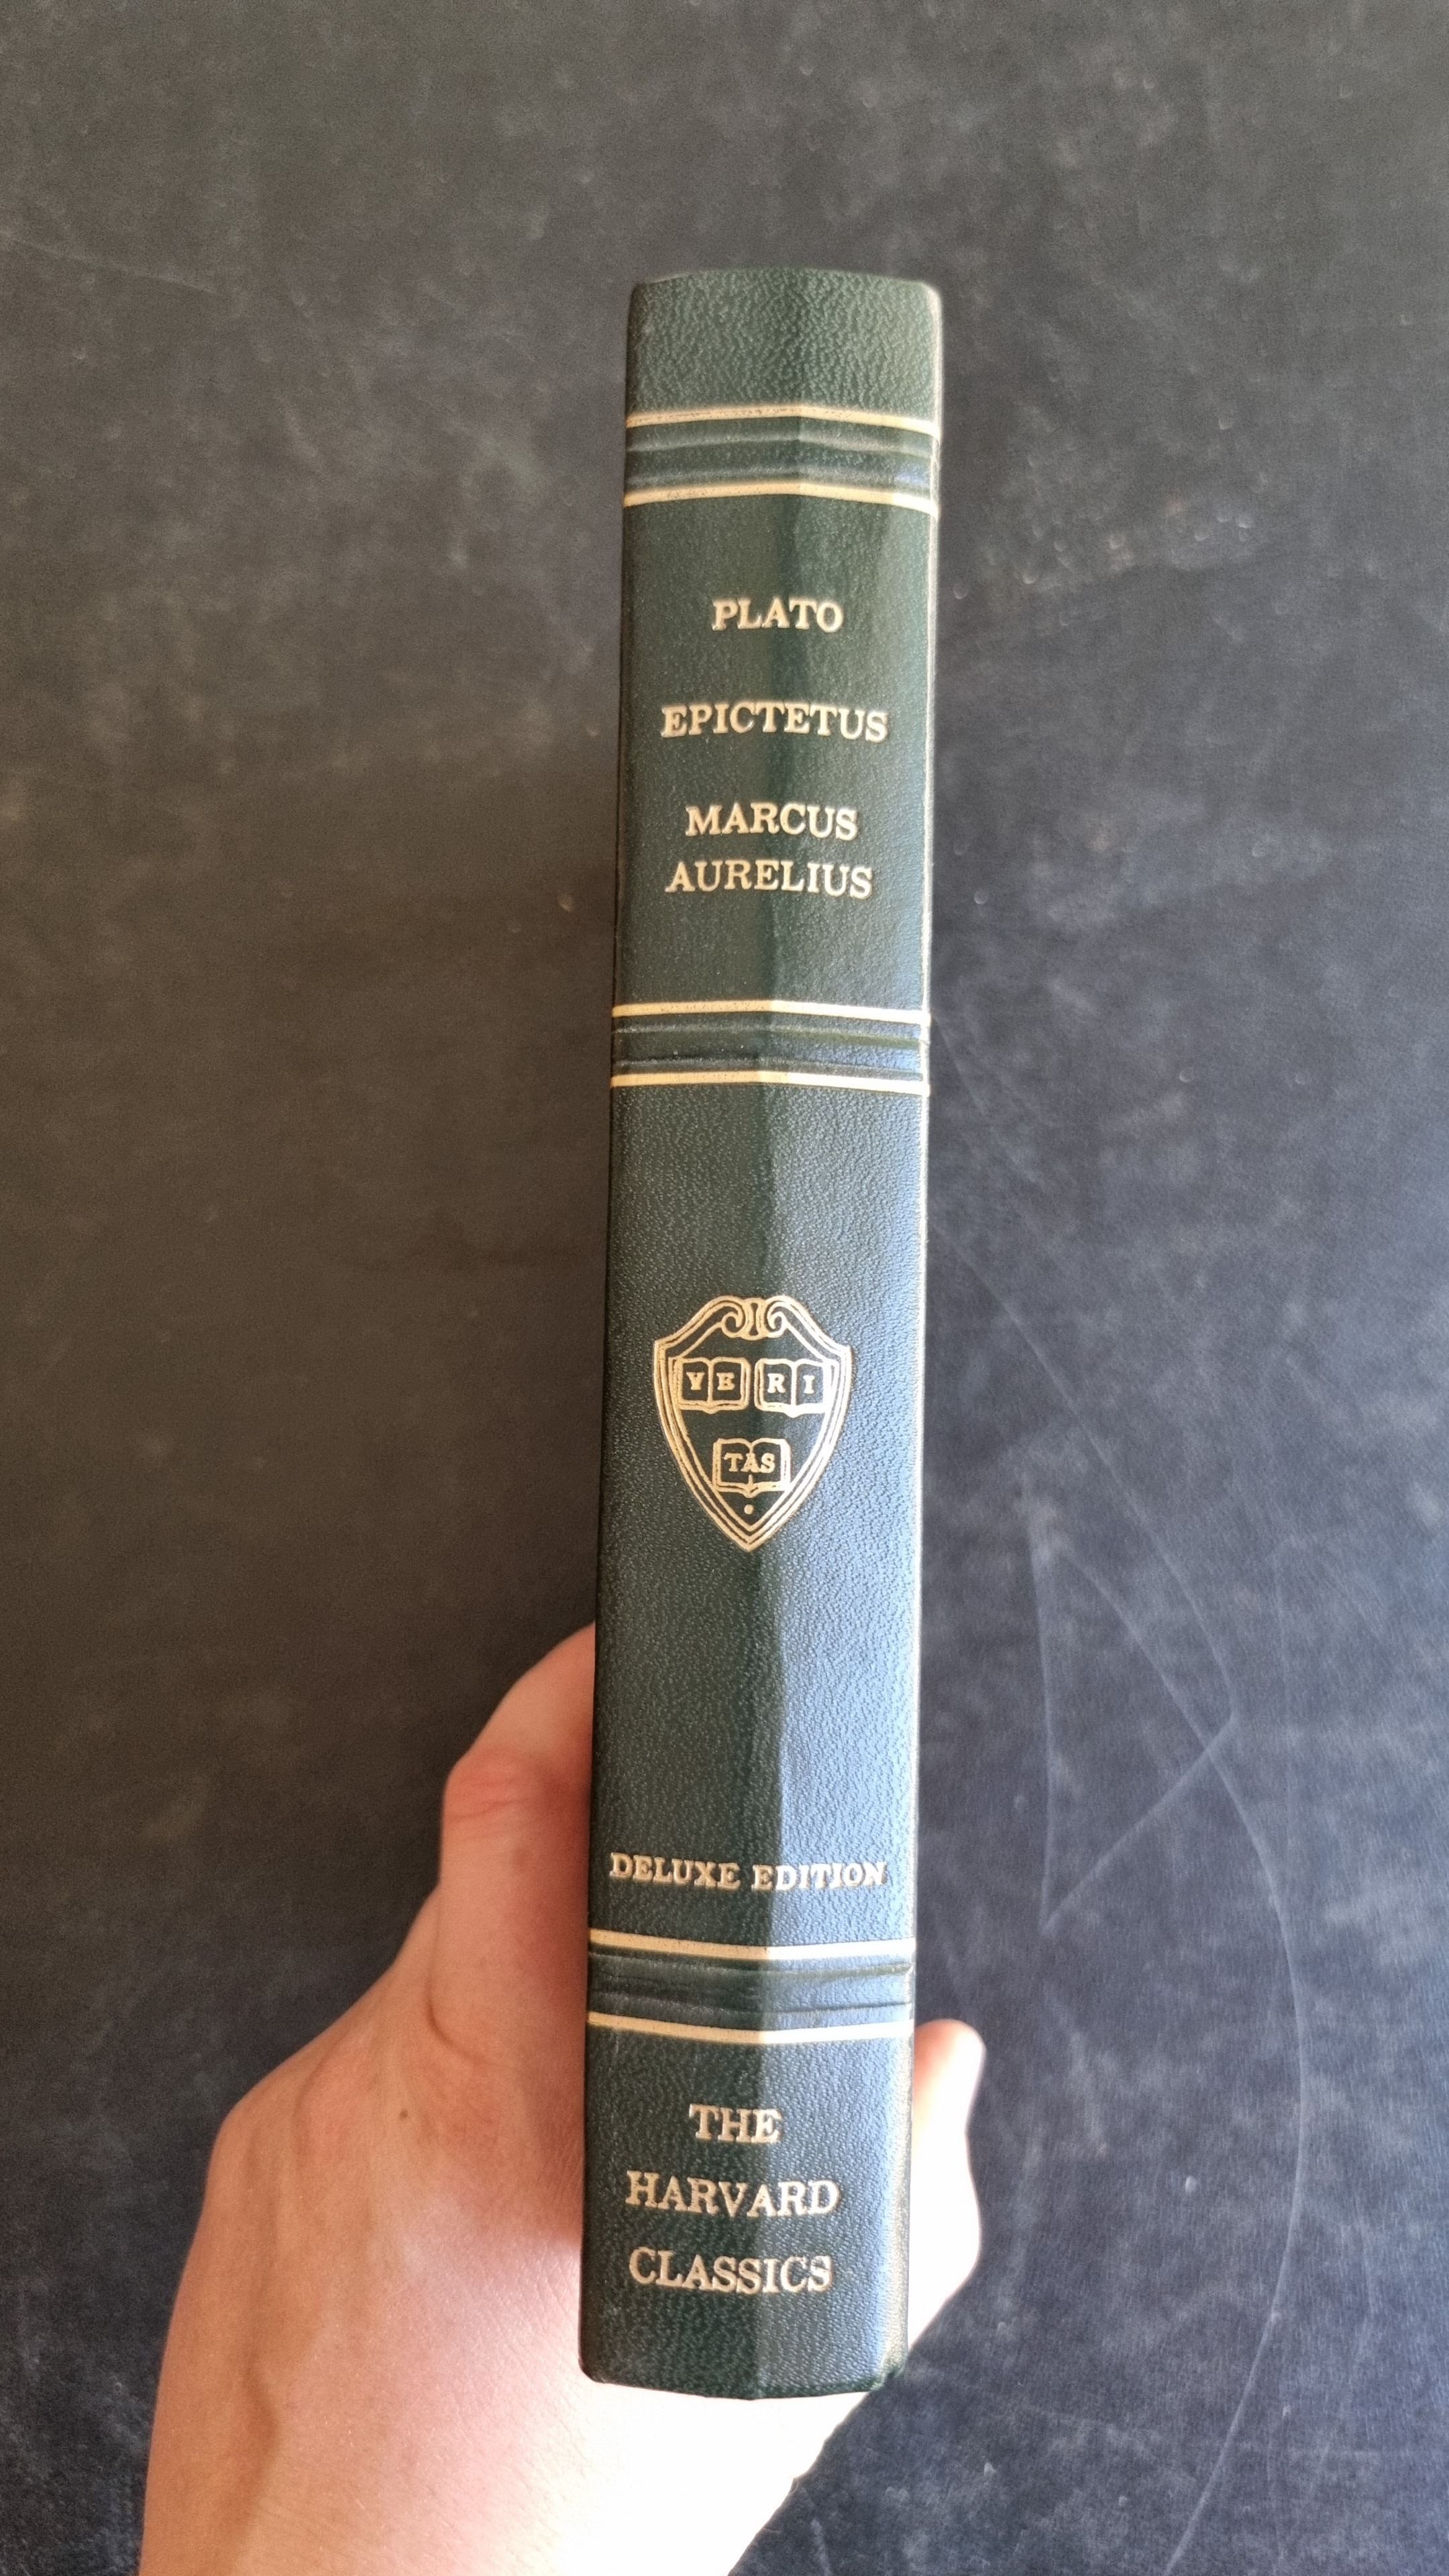 PLATO
EPICTETUS
MARCUS
AURELIUS
VE RI
TAS
DELUXE EDITION
THE
HARVARD
CLASSICS